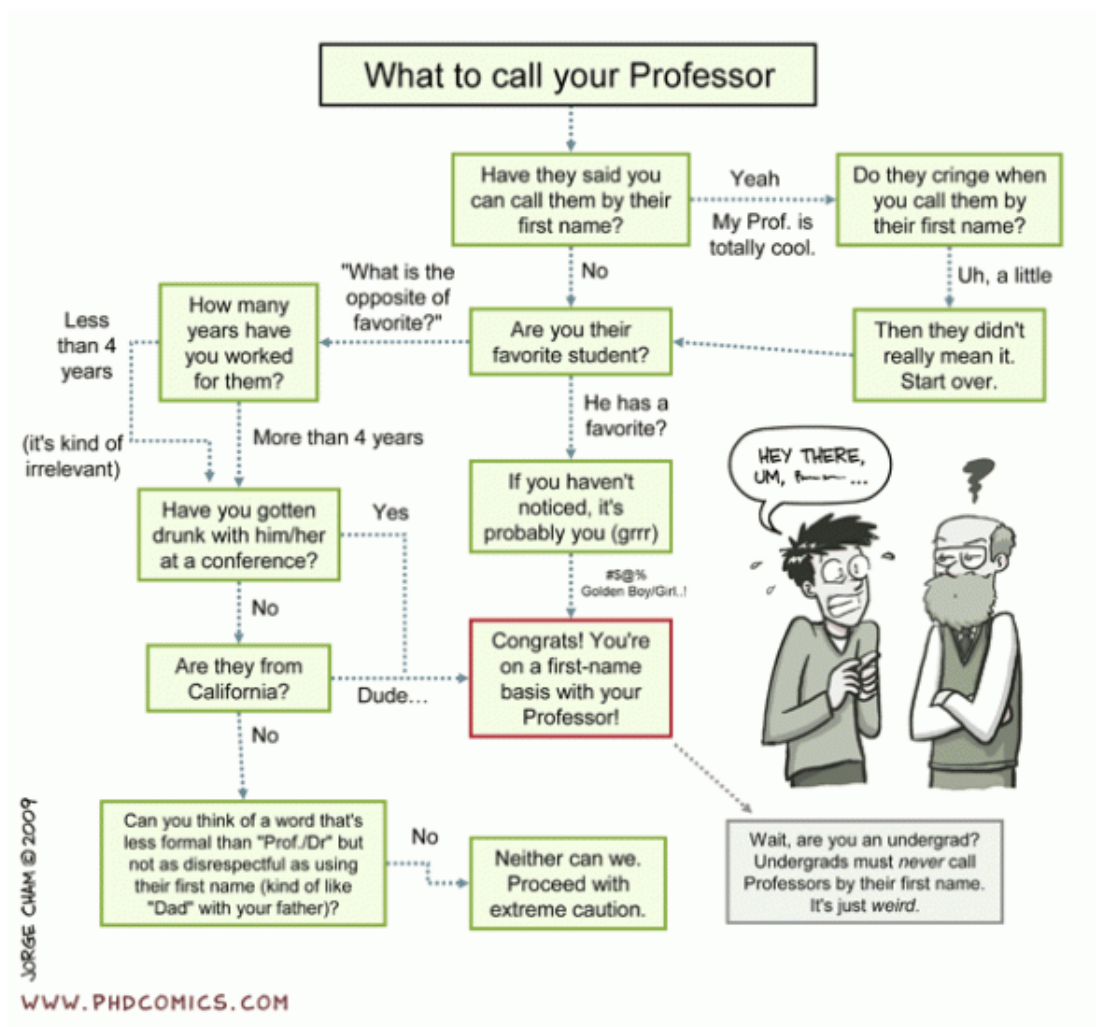 What to call your Professor
Have they said you
can call them by their
first name?
Yeah
My Prof. is
totally cool.
Do they cringe when
you call them by
their first name?
No
Uh, a little
"What is the
opposite of
favorite?"
How many
years have
you worked
for them?
Less
than 4
years
Are you their
favorite student?
Then they didn't
really mean it.
Start over.
He has a
favorite?
(it's kind of
irrelevant)
More than 4 years
HEY THERE,
UM,
...
If you haven't
noticed, it's
probably you (grrr)
Have you gotten
drunk with him/her
at a conference?
Yes
?
#$@%
Golden Boy/Girl..!
No
Congrats! You're
on a first-name
basis with your
Professor!
Are they from
California?
Dude...
No
Can you think of a word that's
less formal than "Prof./Dr" but
not as disrespectful as using
their first name (kind of like
"Dad" with your father)?
No
Neither can we.
Proceed with
extreme caution.
Wait, are you an undergrad?
Undergrads must never call
Professors by their first name.
It's just weird.
JORGE CHAM © 2009
WWW.PHDCOMICS.COM